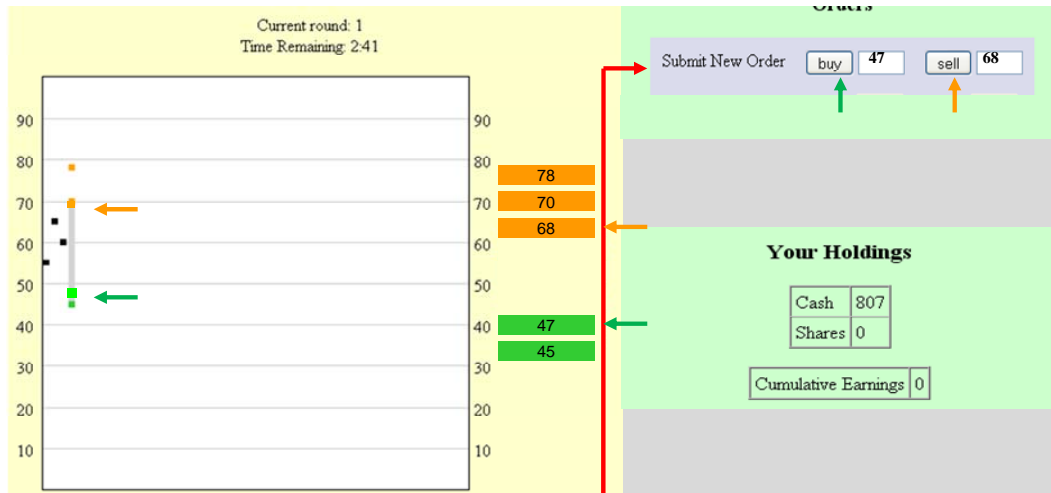 Current round: 1
Time Remaining: 2:41
90
80
70
60
50
40
30
20
10
90
80
70
60
50
40
30
20
10
78
70
68
47
45
Orders
Submit New Order buy 47 sell 68
Your Holdings
Cash 807
Shares 0
Cumulative Earnings 0